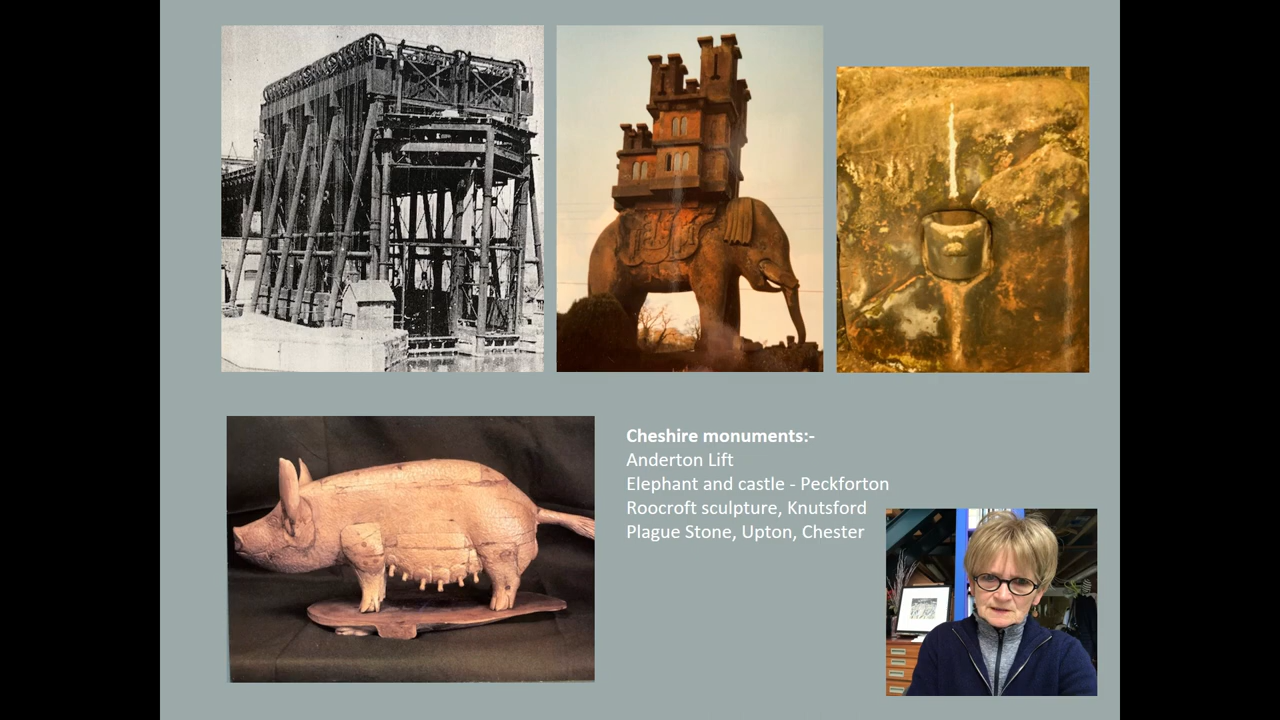 Cheshire monuments:-
Anderton Lift
Elephant and castle - Peckforton
Roocroft sculpture, Knutsford
Plague Stone, Upton, Chester